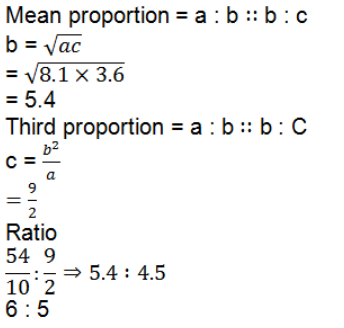 Mean proportion = a : b :: b : c
b = √ac
= √8.1 × 3.6
= 5.4
Third proportion = a : b :: b : C
c = b²/a
= 9/2
Ratio
54/10 : 9/2 ⇒ 5.4 : 4.5
6 : 5